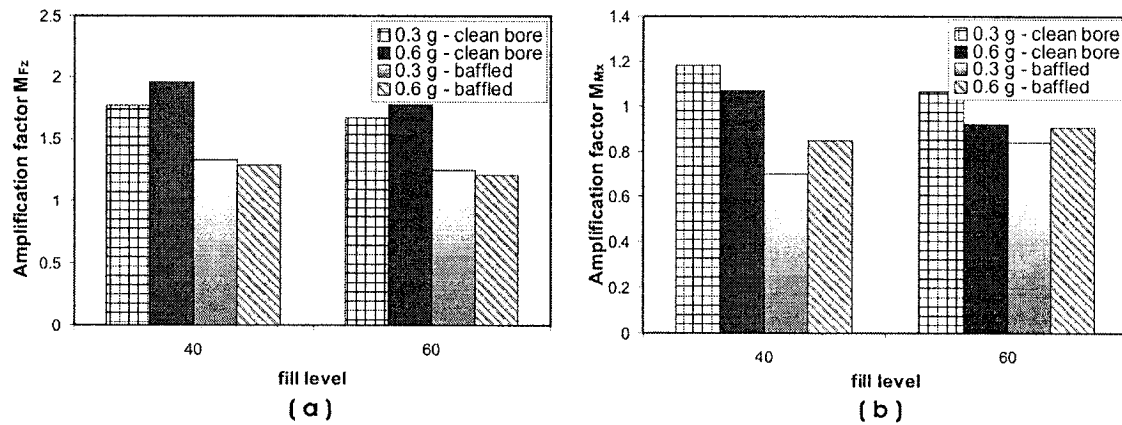 2.5
2
1.5
1
0.5
0
Amplification factor MFz
0.3 g - clean bore
0.6 g - clean bore
0.3 g - baffled
0.6 g - baffled
40
60
fill level
( a )
1.4
1.2
1
0.8
0.6
0.4
0.2
0
Amplification factor MMx
0.3 g - clean bore
0.6 g - clean bore
0.3 g - baffled
0.6 g - baffled
40
60
fill level
( b )